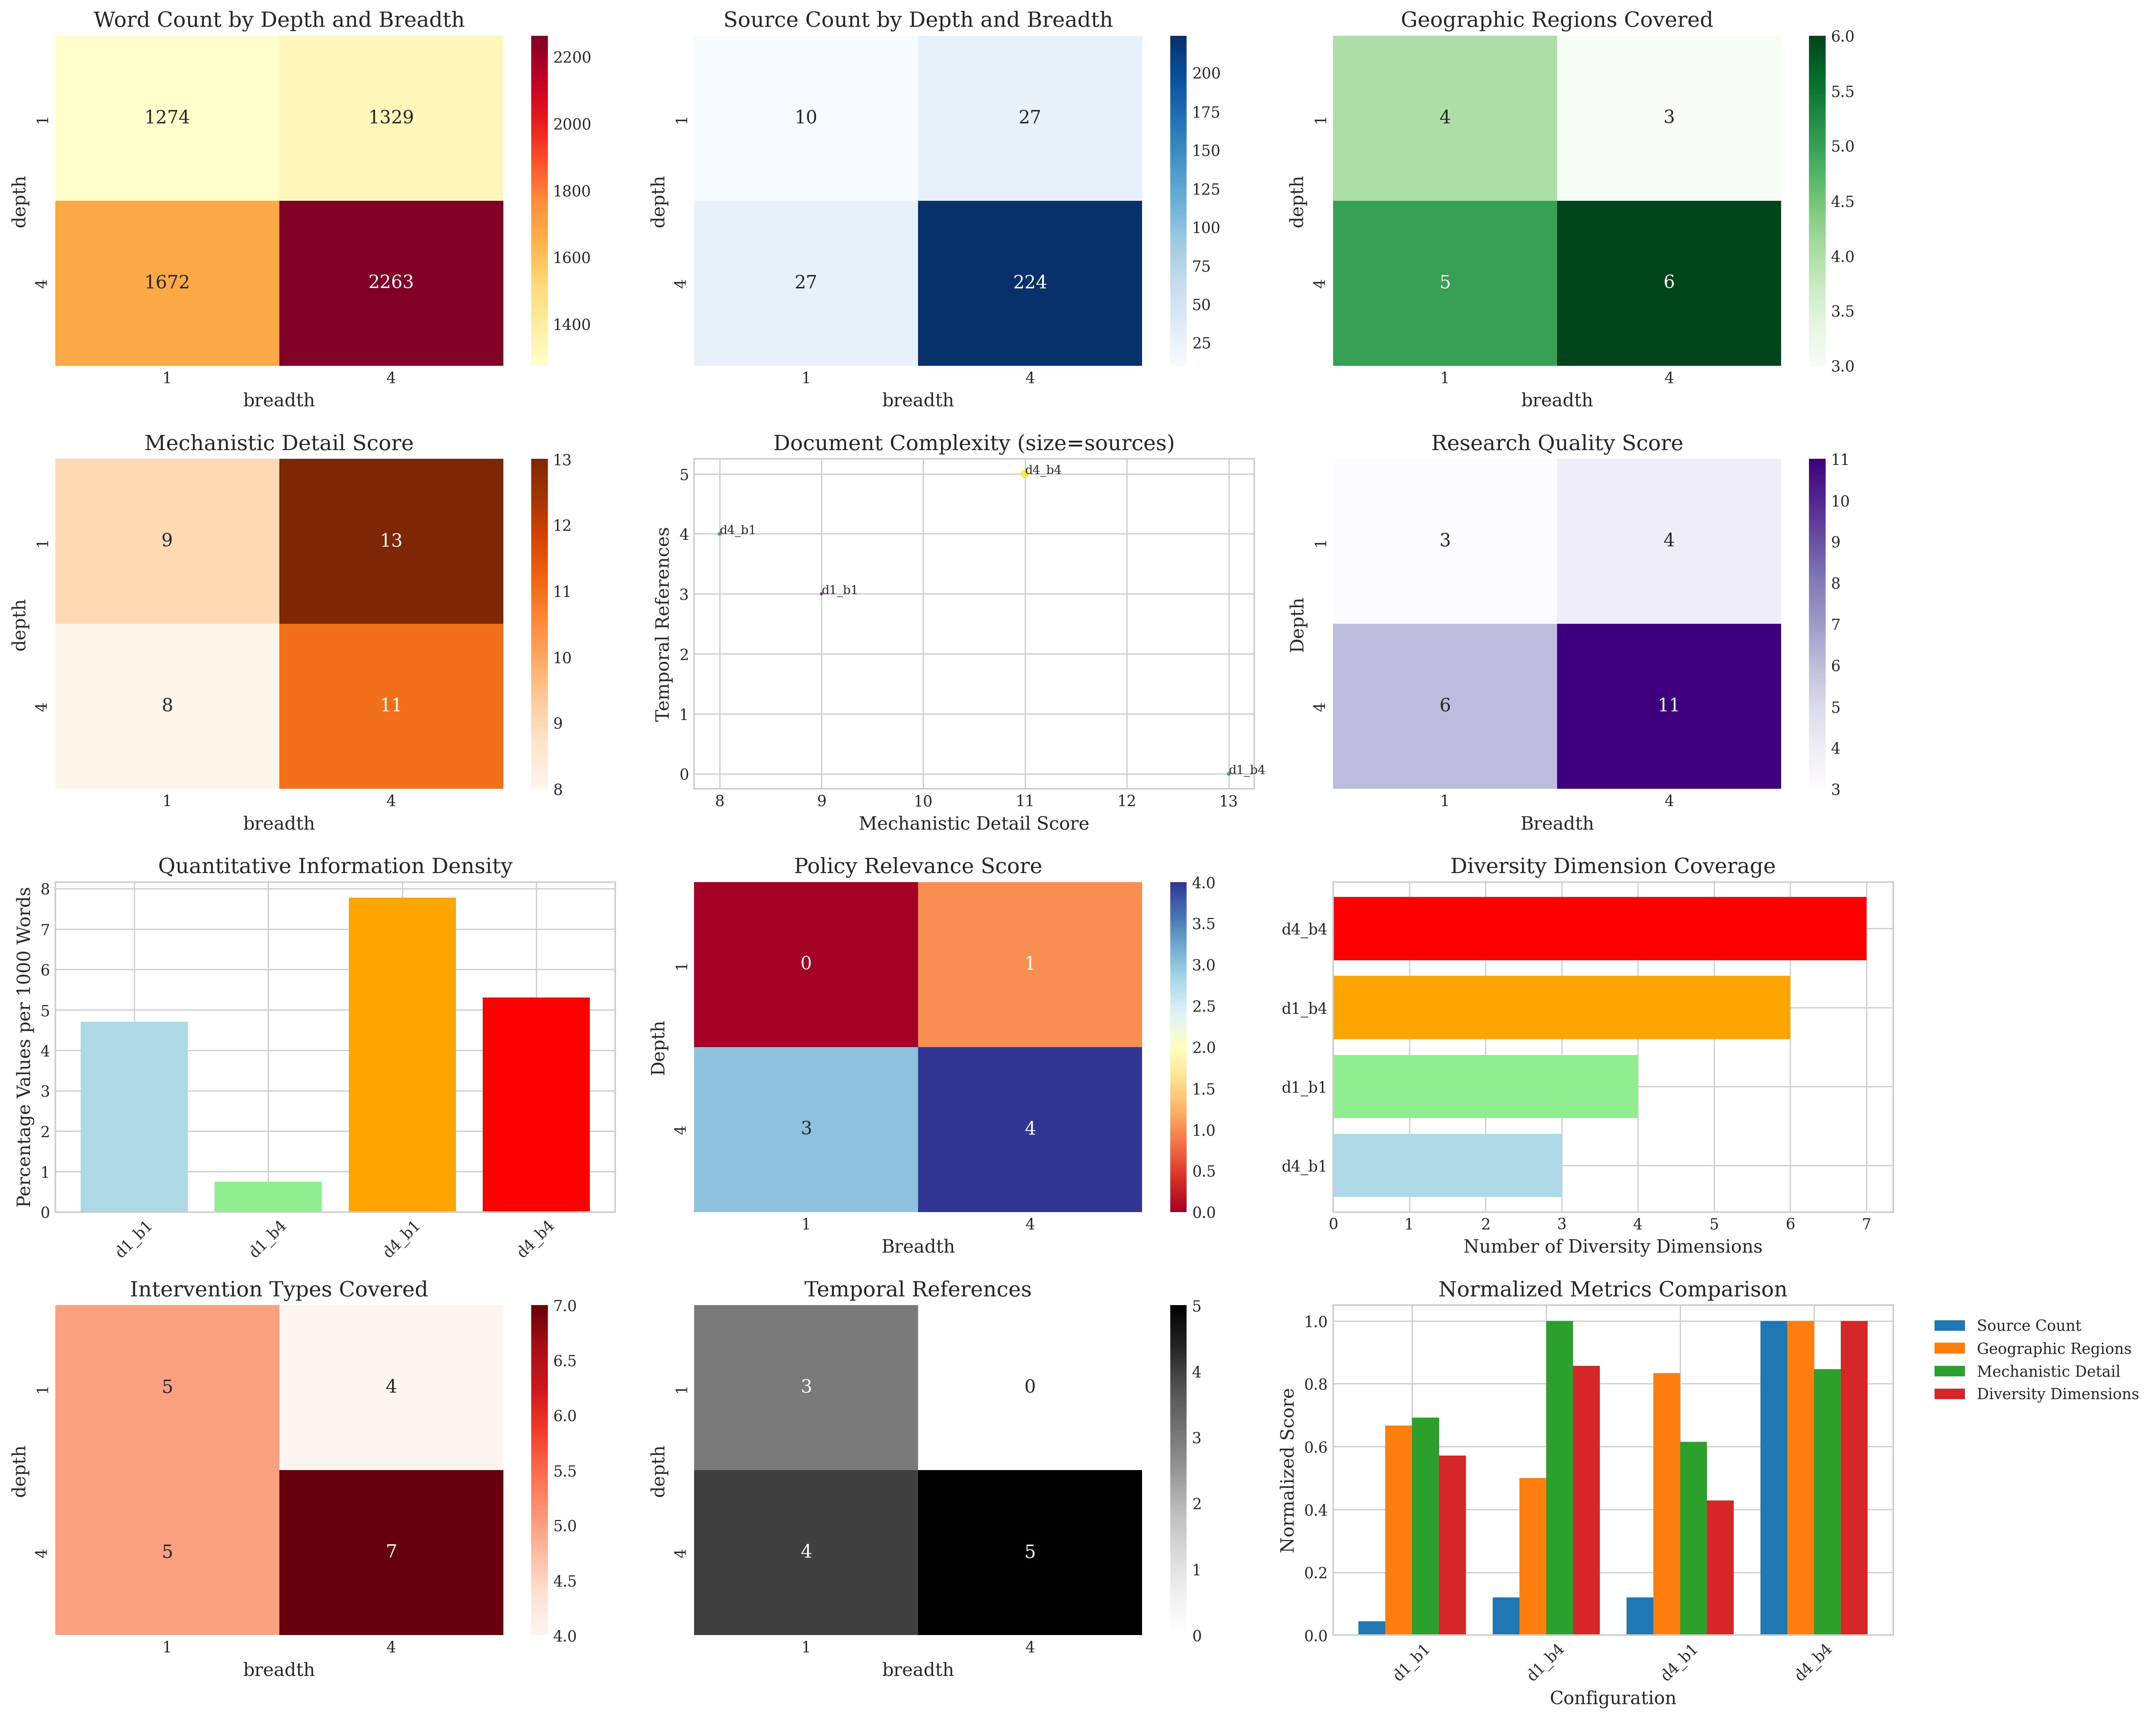 Word Count by Depth and Breadth
depth
1
4
1274
1329
1672
2263
1
4
breadth
2200
2000
1800
1600
1400
Source Count by Depth and Breadth
depth
1
4
10
27
27
224
1
4
breadth
200
175
150
125
100
75
50
25
Geographic Regions Covered
depth
1
4
4
3
5
6
1
4
breadth
6.0
5.5
5.0
4.5
4.0
3.5
3.0
Mechanistic Detail Score
depth
1
4
9
13
8
11
1
4
breadth
13
12
11
10
9
8
Document Complexity (size=sources)
Temporal References
5
4
3
2
1
0
d4_b4
d4_b1
d1_b1
d1_b4
8
9
10
11
12
13
Mechanistic Detail Score
Research Quality Score
Depth
1
4
3
4
6
11
1
4
Breadth
11
10
9
8
7
6
5
4
3
Quantitative Information Density
Percentage Values per 1000 Words
8
7
6
5
4
3
2
1
0
d1_b1
d1_b4
d4_b1
d4_b4
Policy Relevance Score
Depth
1
4
0
1
3
4
1
4
Breadth
4.0
3.5
3.0
2.5
2.0
1.5
1.0
0.5
0.0
Diversity Dimension Coverage
d4_b4
d1_b4
d1_b1
d4_b1
0
1
2
3
4
5
6
7
Number of Diversity Dimensions
Intervention Types Covered
depth
1
4
5
4
5
7
1
4
breadth
7.0
6.5
6.0
5.5
5.0
4.5
4.0
Temporal References
depth
1
4
3
0
4
5
1
4
breadth
5
4
3
2
1
0
Normalized Metrics Comparison
Normalized Score
1.0
0.8
0.6
0.4
0.2
0.0
d1_b1
d1_b4
d4_b1
d4_b4
Configuration
Source Count
Geographic Regions
Mechanistic Detail
Diversity Dimensions